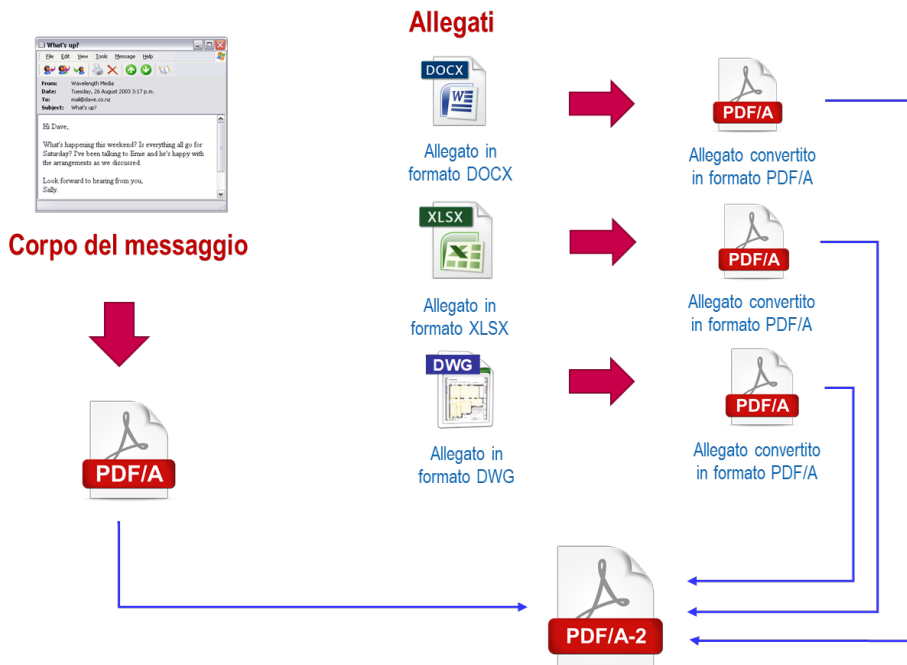 Allegati
What's up?
File Edit View Tools Message Help
From: Wavelength Media
Date: Tuesday, 26 August 2003 3:17 p.m.
To: mail@dave.co.nz
Subject: What's up?
Hi Dave,
What's happening this weekend? Is everything all go for
Saturday? I've been talking to Ernie and he's happy with
the arrangements as we discussed.
Look forward to hearing from you,
Sally.
Corpo del messaggio
PDF/A
DOCX
W
Allegato in
formato DOCX
PDF/A
Allegato convertito
in formato PDF/A
XLSX
X
Allegato in
formato XLSX
PDF/A
Allegato convertito
in formato PDF/A
DWG
Allegato in
formato DWG
PDF/A
Allegato convertito
in formato PDF/A
PDF/A-2